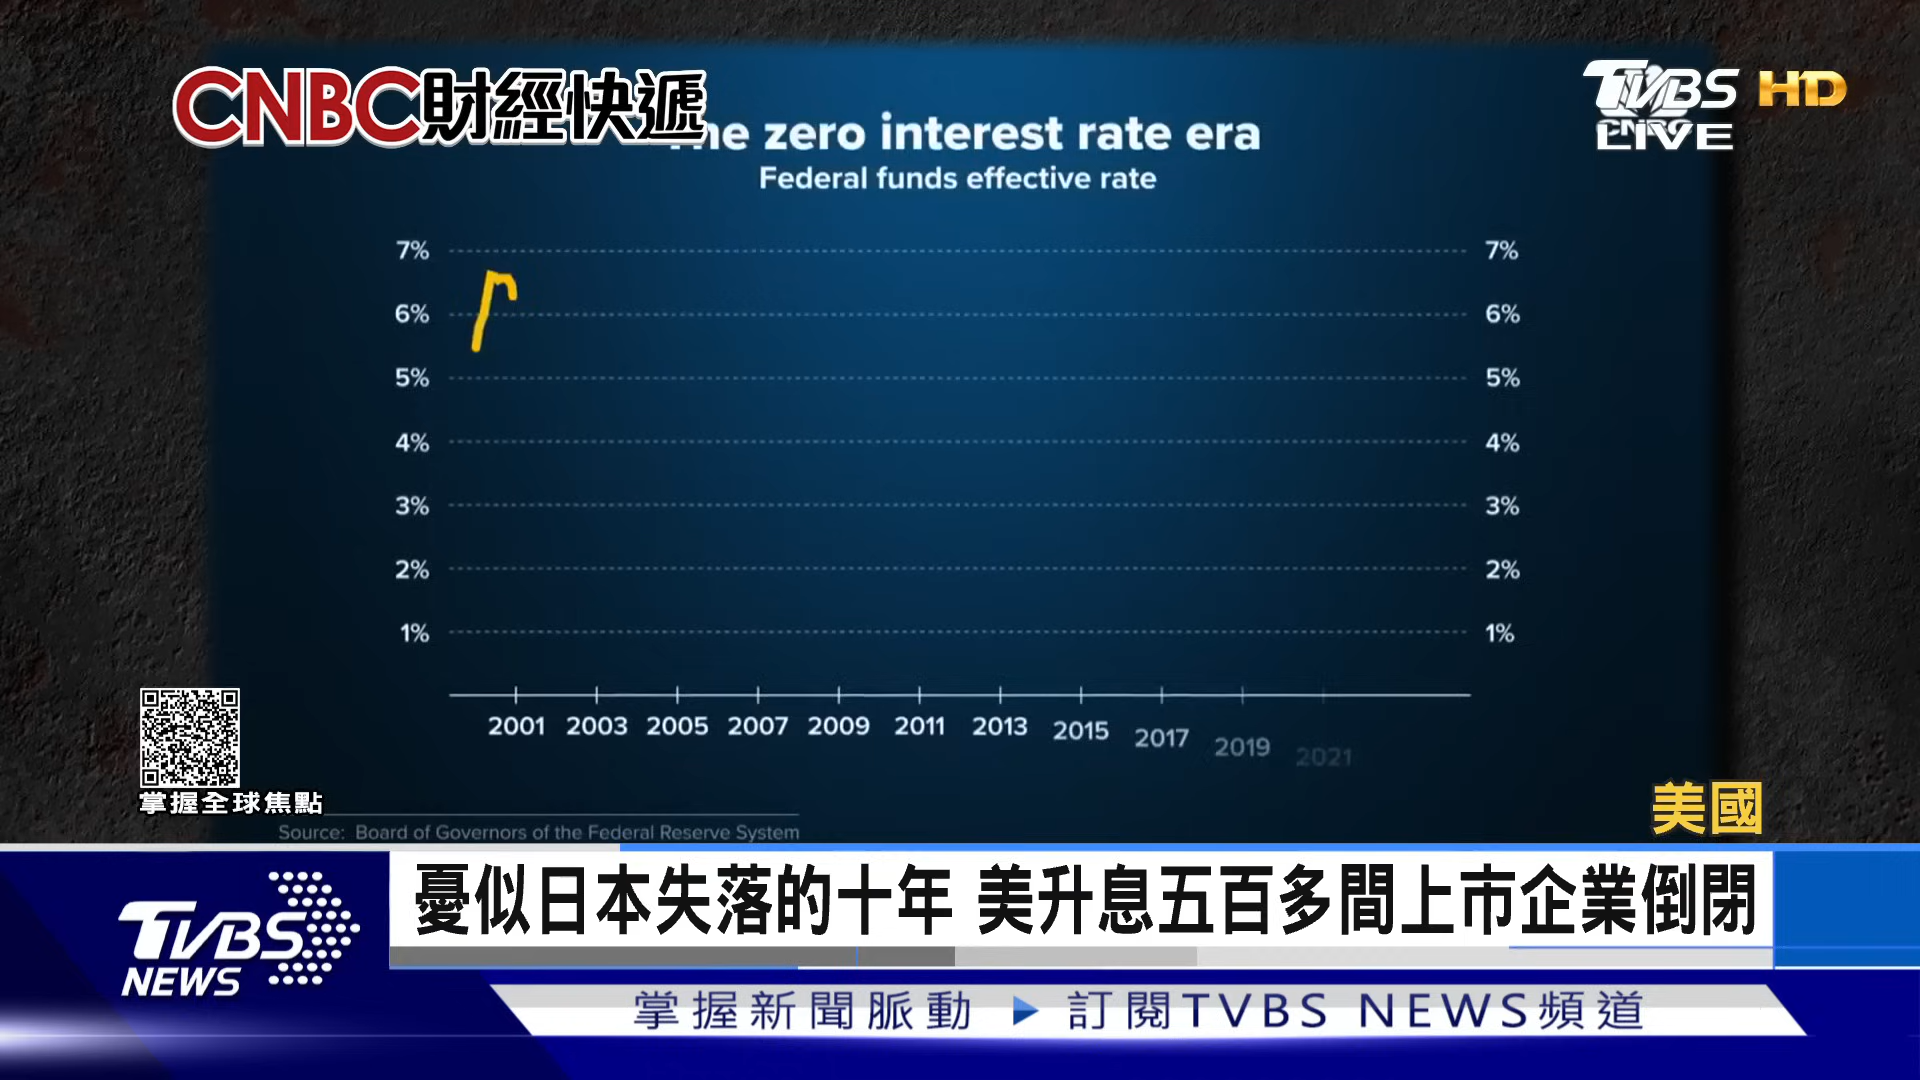 CNBC財經快遞
he zero interest rate era
Federal funds effective rate
TVBS HD
LIVE
7% 7%
6% 6%
5% 5%
4% 4%
3% 3%
2% 2%
1% 1%
2001 2003 2005 2007 2009 2011 2013 2015 2017 2019 2021
掌握全球焦點
美國
Source: Board of Governors of the Federal Reserve System
憂似日本失落的十年 美升息五百多間上市企業倒閉
TVBS
NEWS
掌握新聞脈動 ▶ 訂閱TVBS NEWS頻道